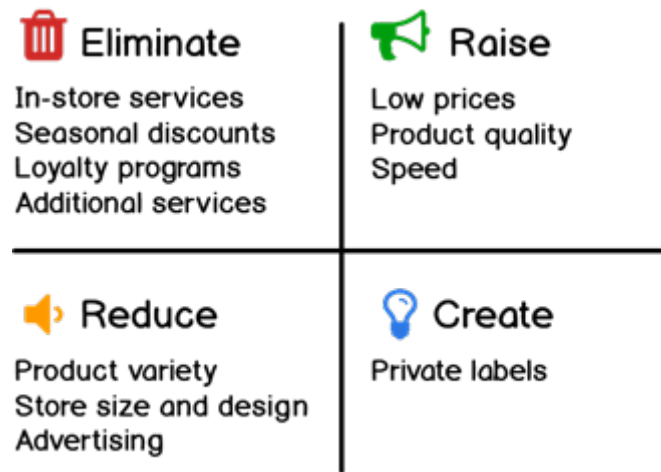 Eliminate
In-store services
Seasonal discounts
Loyalty programs
Additional services
Raise
Low prices
Product quality
Speed
Reduce
Product variety
Store size and design
Advertising
Create
Private labels